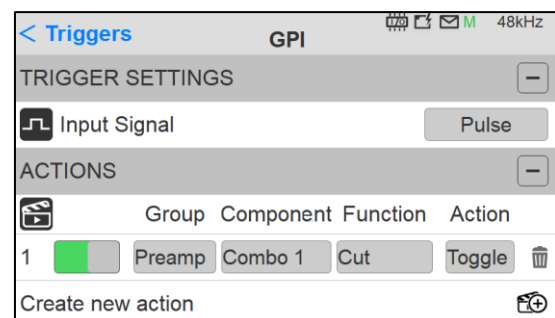 < Triggers GPI I/O M 48kHz
TRIGGER SETTINGS
Input Signal Pulse
ACTIONS
Group Component Function Action
1 Preamp Combo 1 Cut Toggle
Create new action